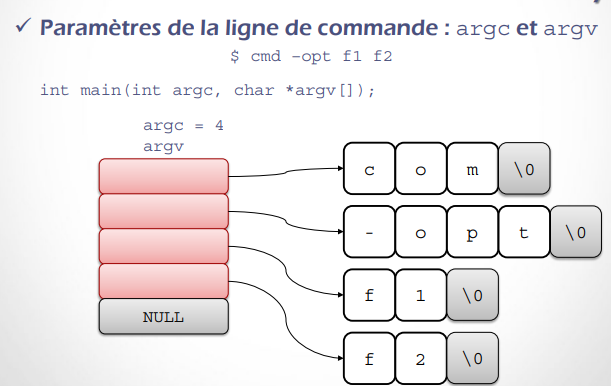 ✓ Paramètres de la ligne de commande : argc et argv
$ cmd -opt f1 f2
int main(int argc, char *argv[]);
argc = 4
argv
c o m \0
- o p t \0
f 1 \0
NULL
f 2 \0